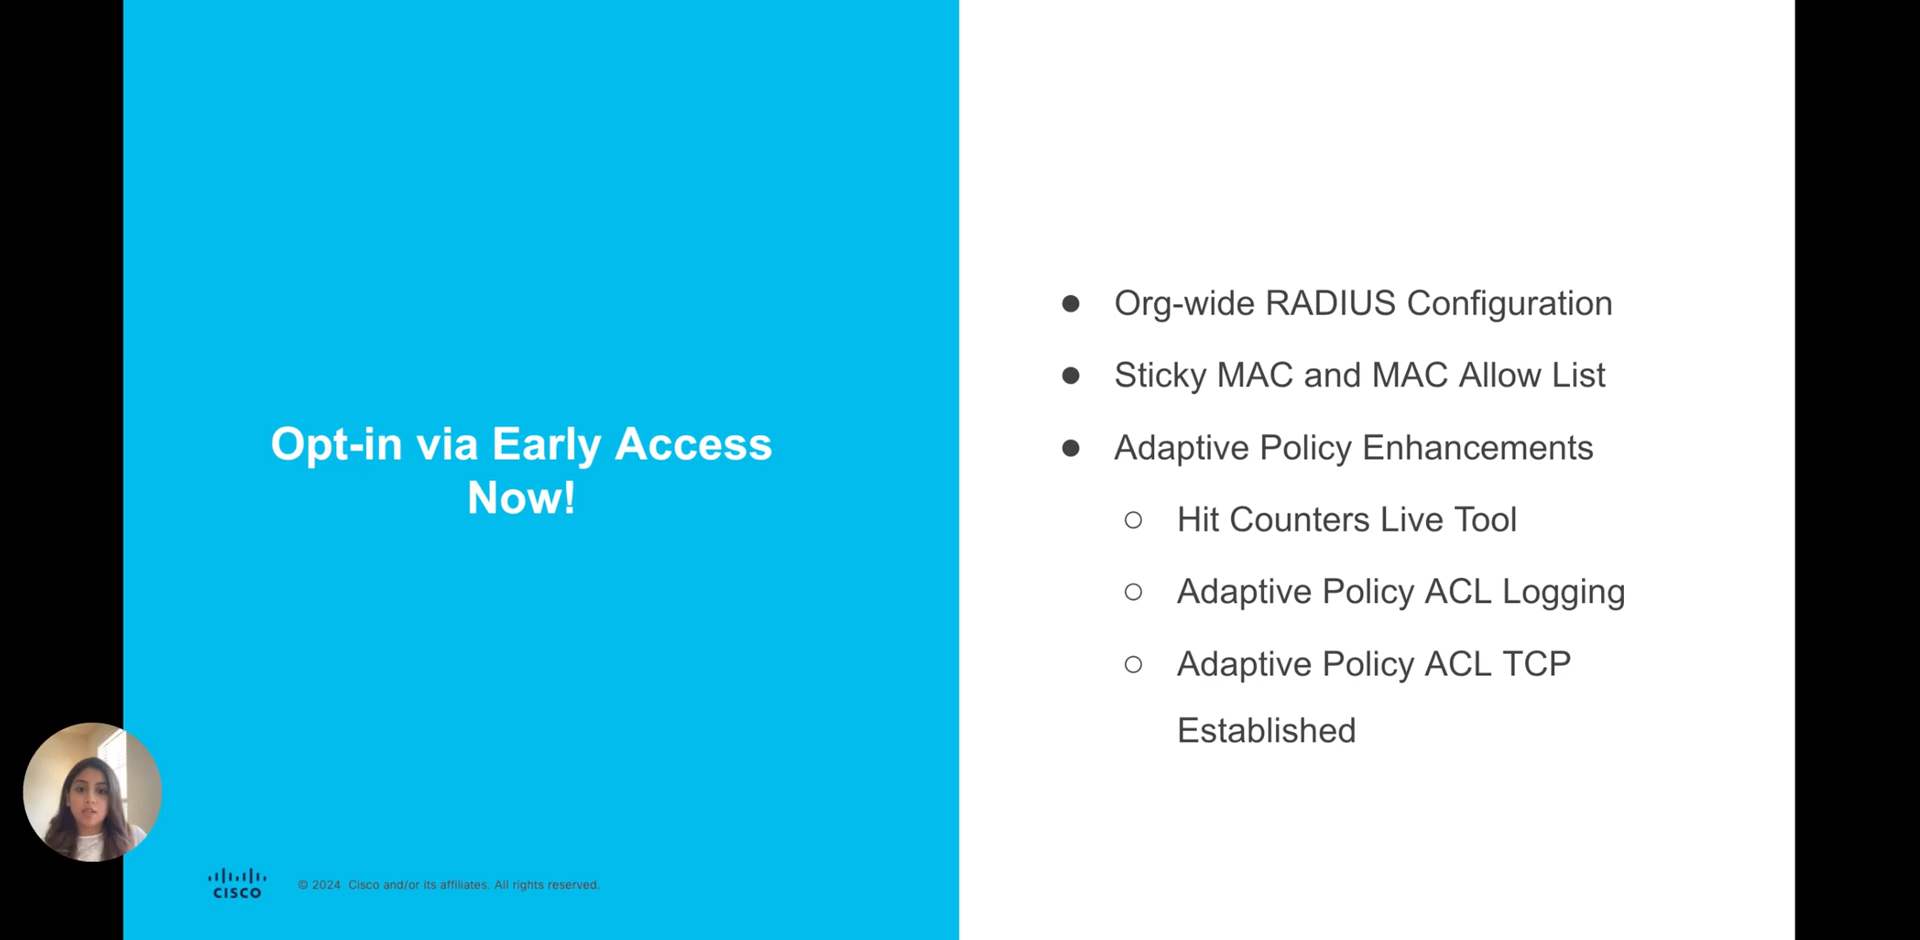 Opt-in via Early Access
Now!
Org-wide RADIUS Configuration
Sticky MAC and MAC Allow List
Adaptive Policy Enhancements
Hit Counters Live Tool
Adaptive Policy ACL Logging
Adaptive Policy ACL TCP
Established
CISCO
© 2024 Cisco and/or its affiliates. All rights reserved.